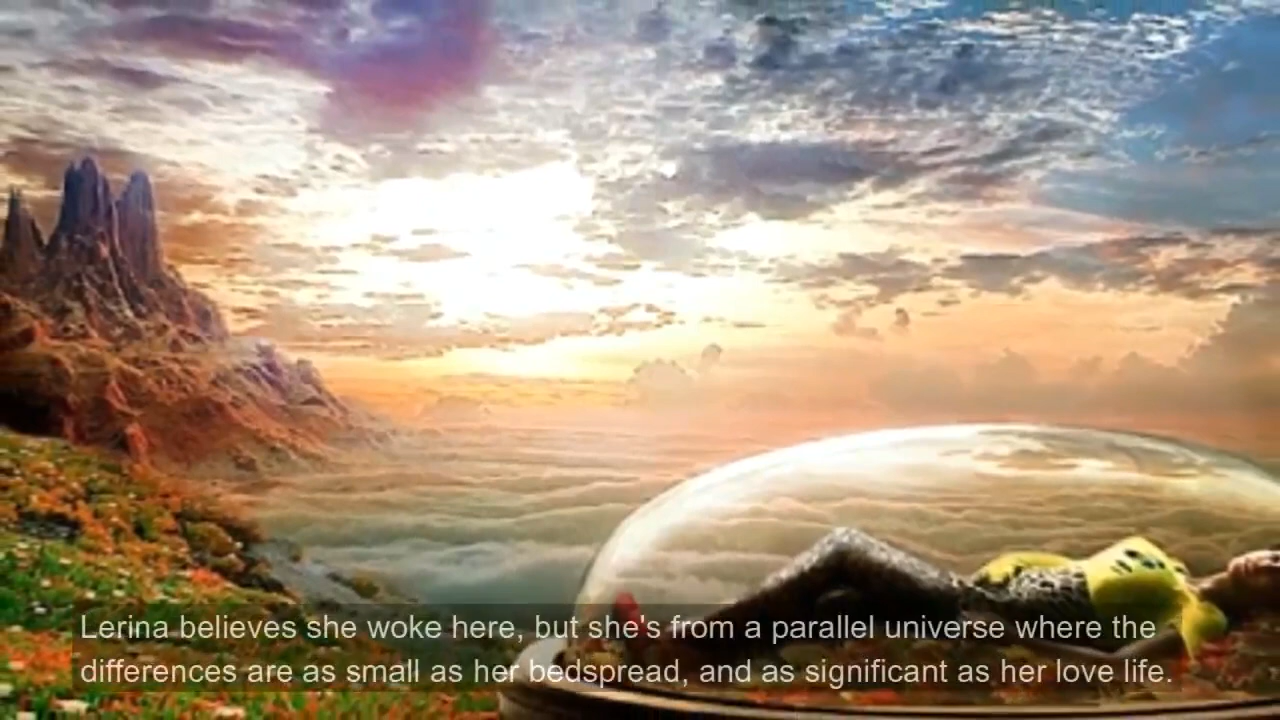 Lerina believes she woke here, but she's from a parallel universe where the
differences are as small as her bedspread, and as significant as her love life.